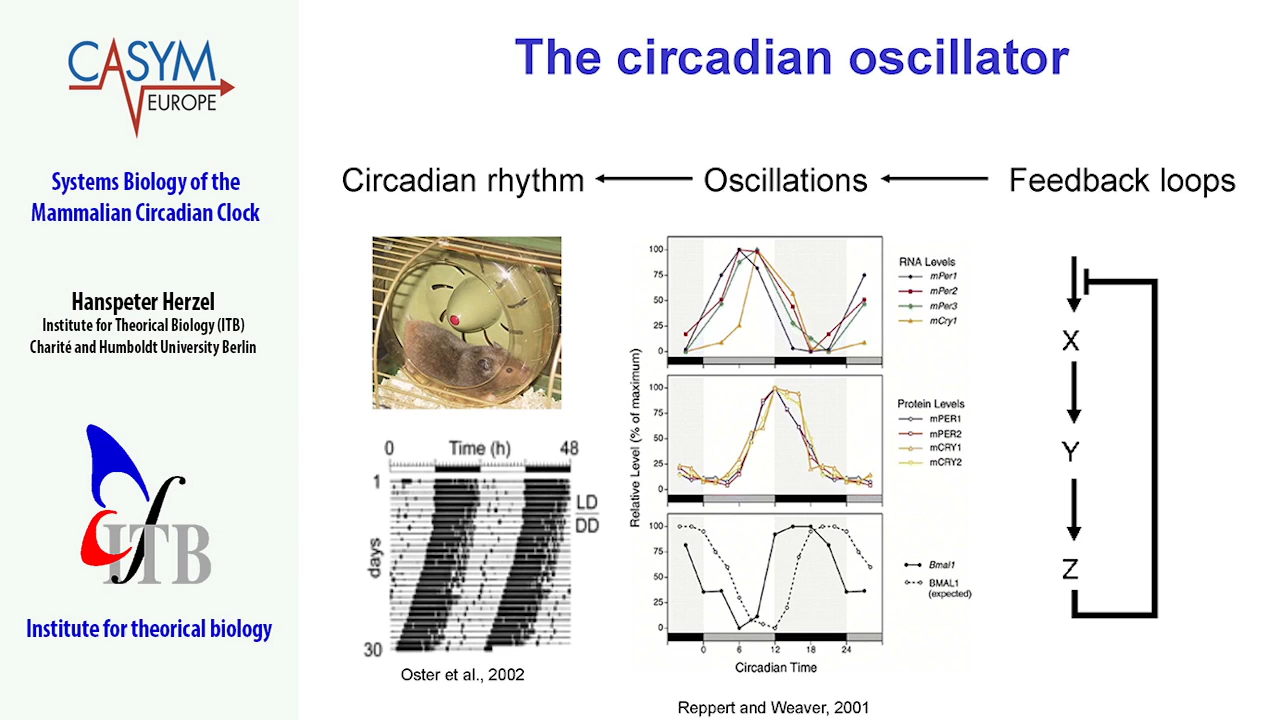 CASYM
EUROPE
Systems Biology of the
Mammalian Circadian Clock
Hanspeter Herzel
Institute for Theorical Biology (ITB)
Charité and Humboldt University Berlin
ITB
Institute for theorical biology
The circadian oscillator
Circadian rhythm
Oscillations
Feedback loops
0 Time (h) 48
1
LD
DD
days
30
Oster et al., 2002
Relative Level (% of maximum)
100
75
50
25
0
RNA Levels
mPer1
mPer2
mPer3
mCry1
100
75
50
25
0
Protein Levels
mPER1
mPER2
mCRY1
mCRY2
100
75
50
25
0
Bmal1
BMAL1
(expected)
0 6 12 18 24
Circadian Time
Reppert and Weaver, 2001
X
Y
Z